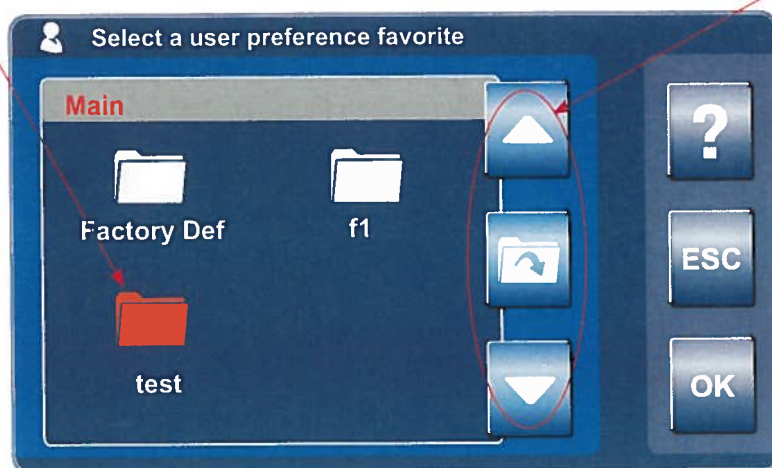 Select a user preference favorite
Main
?
Factory Def
f1
ESC
test
OK